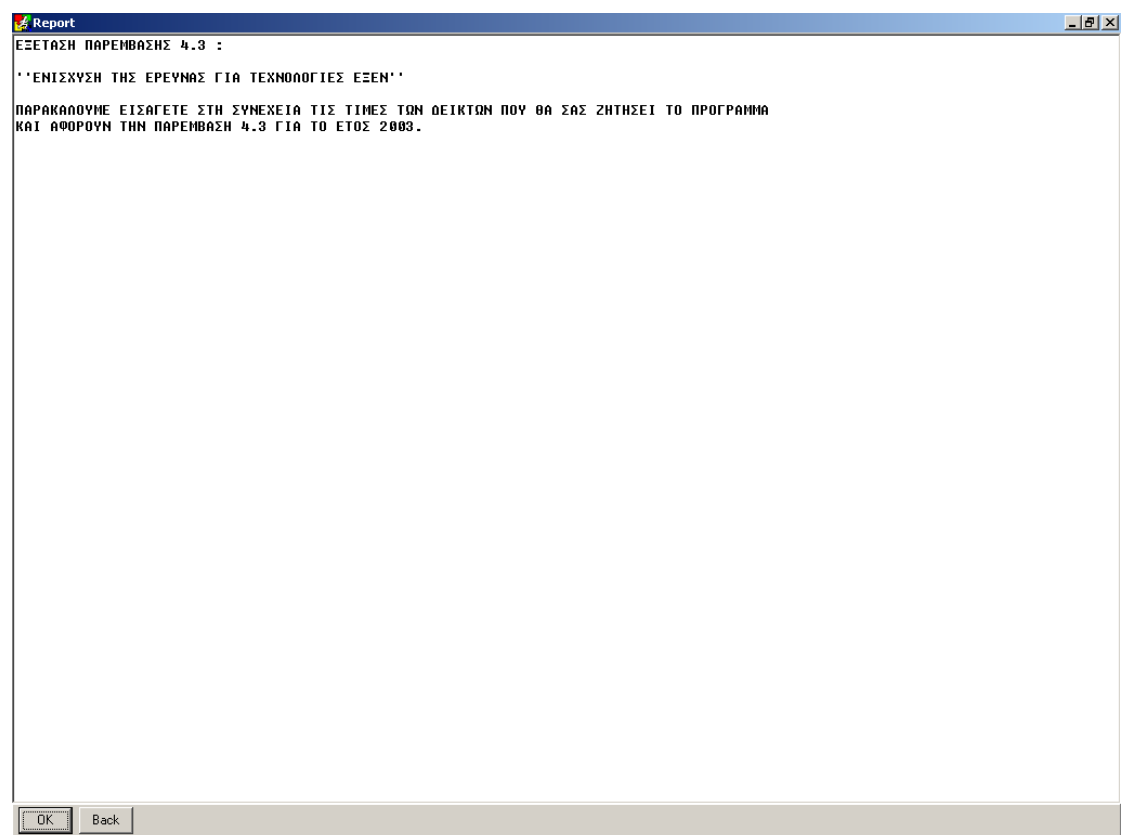 Report
ΕΞΕΤΑΣΗ ΠΑΡΕΜΒΑΣΗΣ 4.3 :
''ΕΝΙΣΧΥΣΗ ΤΗΣ ΕΡΕΥΝΑΣ ΓΙΑ ΤΕΧΝΟΛΟΓΙΕΣ ΕΞΕΝ''
ΠΑΡΑΚΑΛΟΥΜΕ ΕΙΣΑΓΕΤΕ ΣΤΗ ΣΥΝΕΧΕΙΑ ΤΙΣ ΤΙΜΕΣ ΤΩΝ ΔΕΙΚΤΩΝ ΠΟΥ ΘΑ ΣΑΣ ΖΗΤΗΣΕΙ ΤΟ ΠΡΟΓΡΑΜΜΑ
ΚΑΙ ΑΦΟΡΟΥΝ ΤΗΝ ΠΑΡΕΜΒΑΣΗ 4.3 ΓΙΑ ΤΟ ΕΤΟΣ 2003.
OK Back